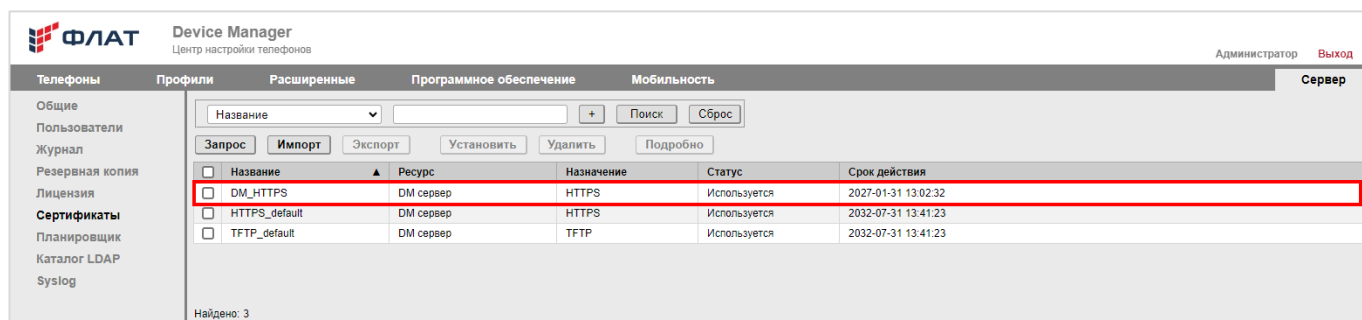 ФЛАТ
Device Manager
Центр настройки телефонов
Администратор Выход
Телефоны Профили Расширенные Программное обеспечение Мобильность Сервер
Общие
Пользователи
Журнал
Резервная копия
Лицензия
Сертификаты
Планировщик
Каталог LDAP
Syslog
Название + Поиск Сброс
Запрос Импорт Экспорт Установить Удалить Подробно
Название ▲ Ресурс Назначение Статус Срок действия
DM_HTTPS DM сервер HTTPS Используется 2027-01-31 13:02:32
HTTPS_default DM сервер HTTPS Используется 2032-07-31 13:41:23
TFTP_default DM сервер TFTP Используется 2032-07-31 13:41:23
Найдено: 3